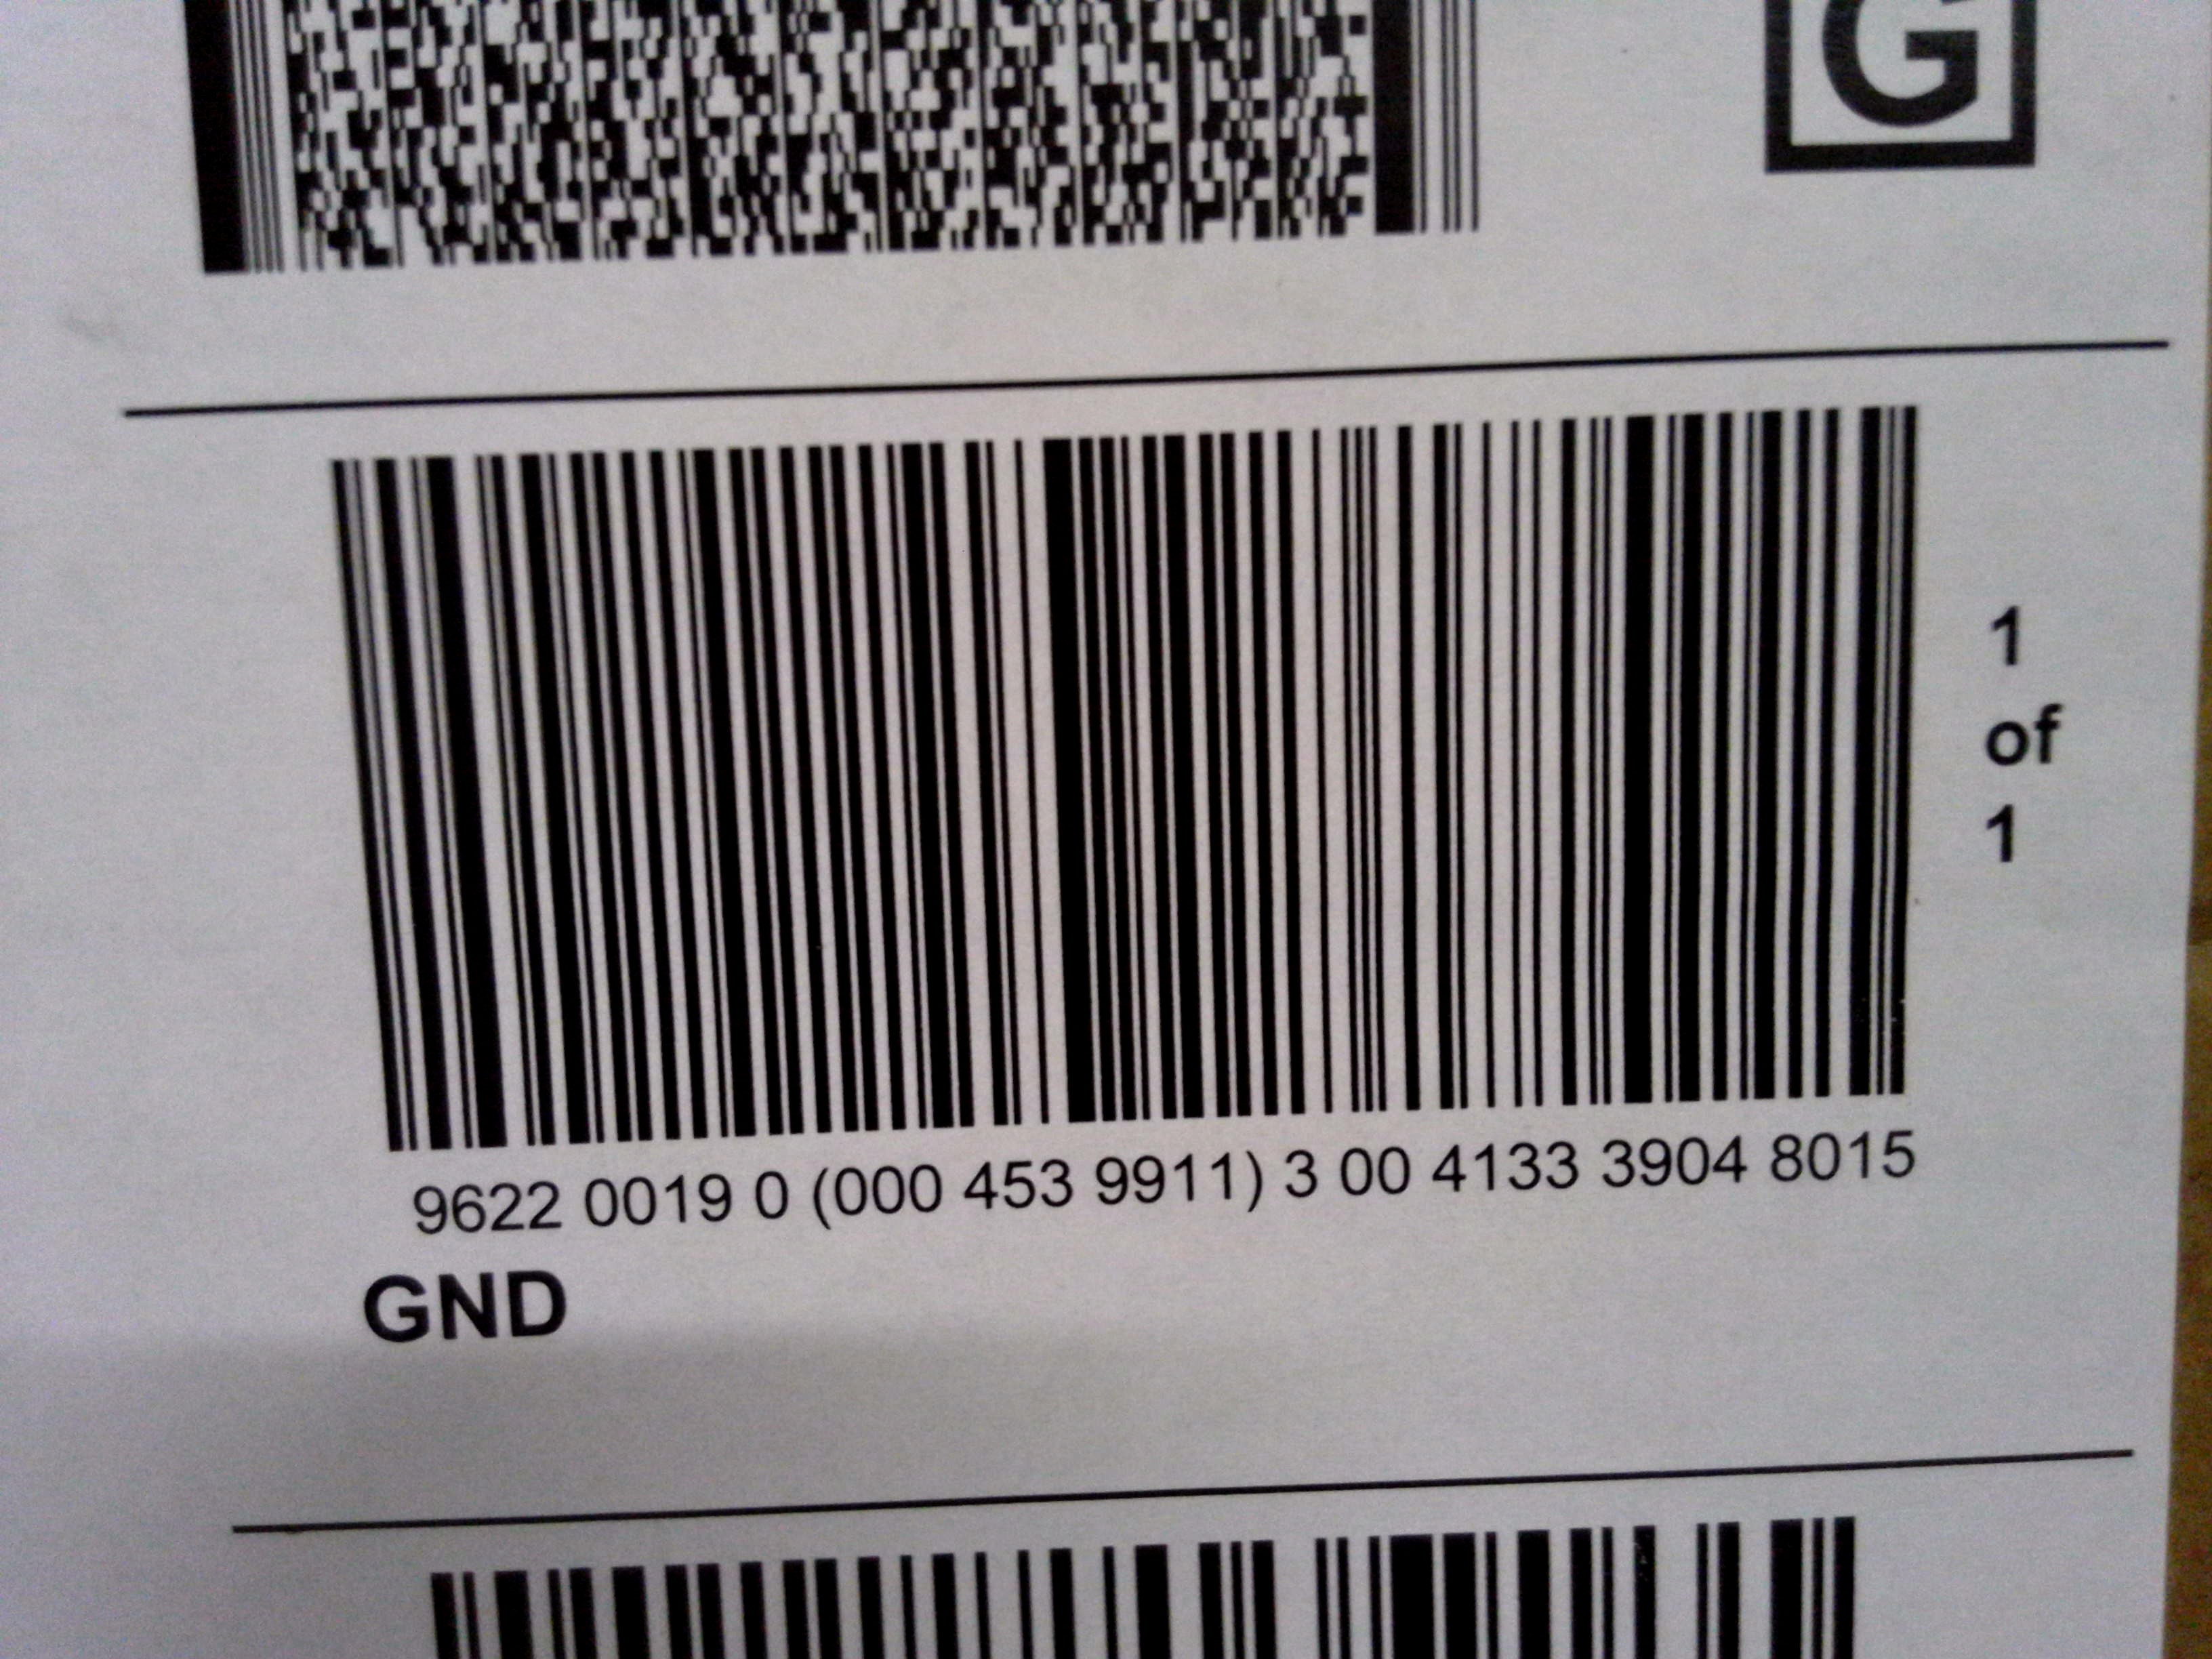 G
1
of
1
9622 0019 0 (000 453 9911) 3 00 4133 3904 8015
GND